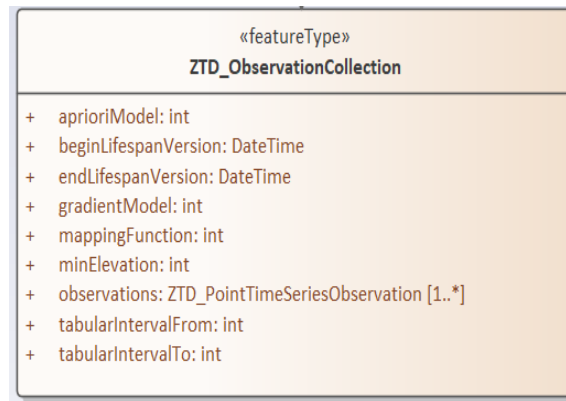 «featureType»
ZTD_ObservationCollection
+ aprioriModel: int
+ beginLifespanVersion: DateTime
+ endLifespanVersion: DateTime
+ gradientModel: int
+ mappingFunction: int
+ minElevation: int
+ observations: ZTD_PointTimeSeriesObservation [1..*]
+ tabularIntervalFrom: int
+ tabularIntervalTo: int